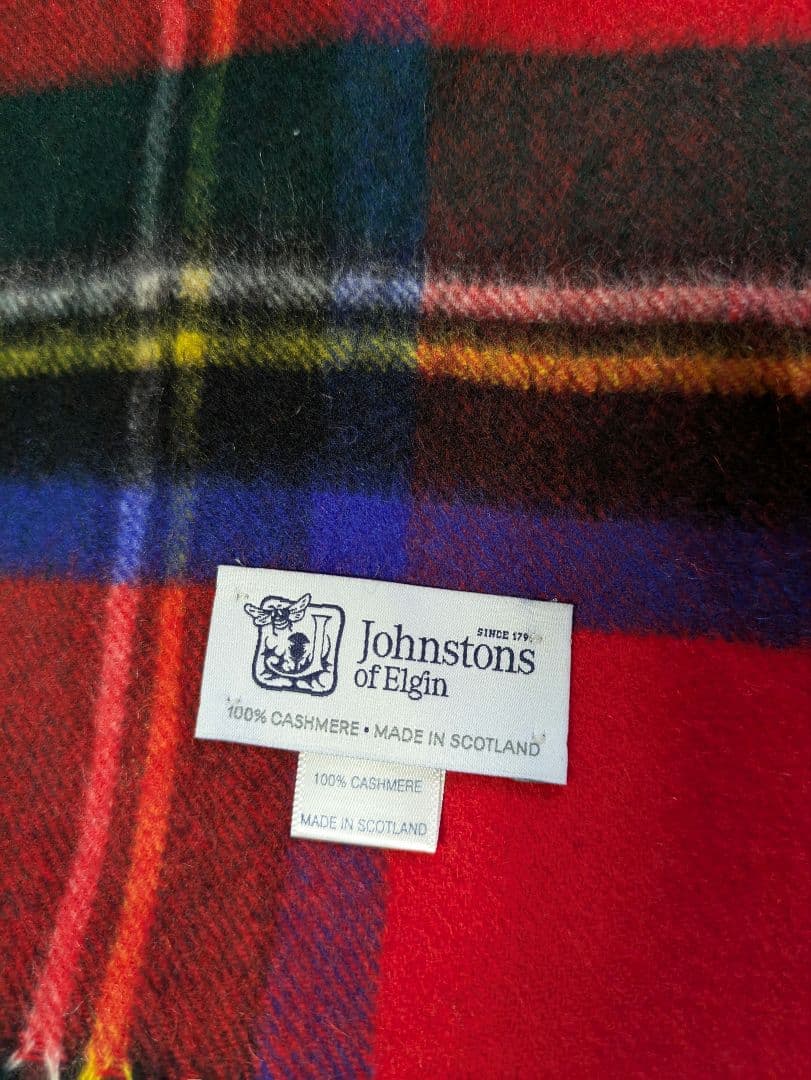 SINCE 179
Johnstons
of Elgin
100% CASHMERE • MADE IN SCOTLAND
100% CASHMERE
MADE IN SCOTLAND